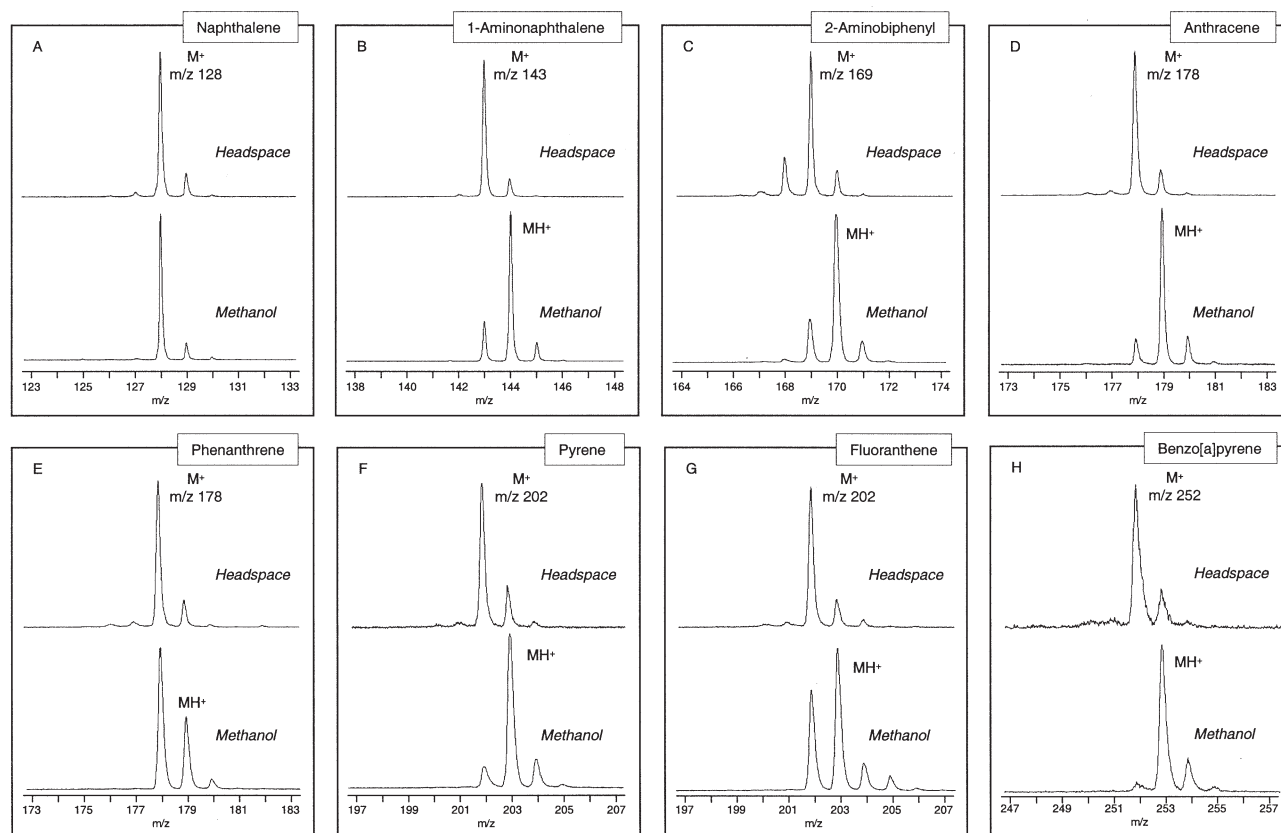 Naphthalene
A
M+
m/z 128
Headspace
Methanol
123 125 127 129 131 133
m/z
1-Aminonaphthalene
B
M+
m/z 143
Headspace
MH+
Methanol
138 140 142 144 146 148
m/z
2-Aminobiphenyl
C
M+
m/z 169
Headspace
MH+
Methanol
164 166 168 170 172 174
m/z
Anthracene
D
M+
m/z 178
Headspace
MH+
Methanol
173 175 177 179 181 183
m/z
Phenanthrene
E
M+
m/z 178
Headspace
MH+
Methanol
173 175 177 179 181 183
m/z
Pyrene
F
M+
m/z 202
Headspace
MH+
Methanol
197 199 201 203 205 207
m/z
Fluoranthene
G
M+
m/z 202
Headspace
MH+
Methanol
197 199 201 203 205 207
m/z
Benzo[a]pyrene
H
M+
m/z 252
Headspace
MH+
Methanol
247 249 251 253 255 257
m/z